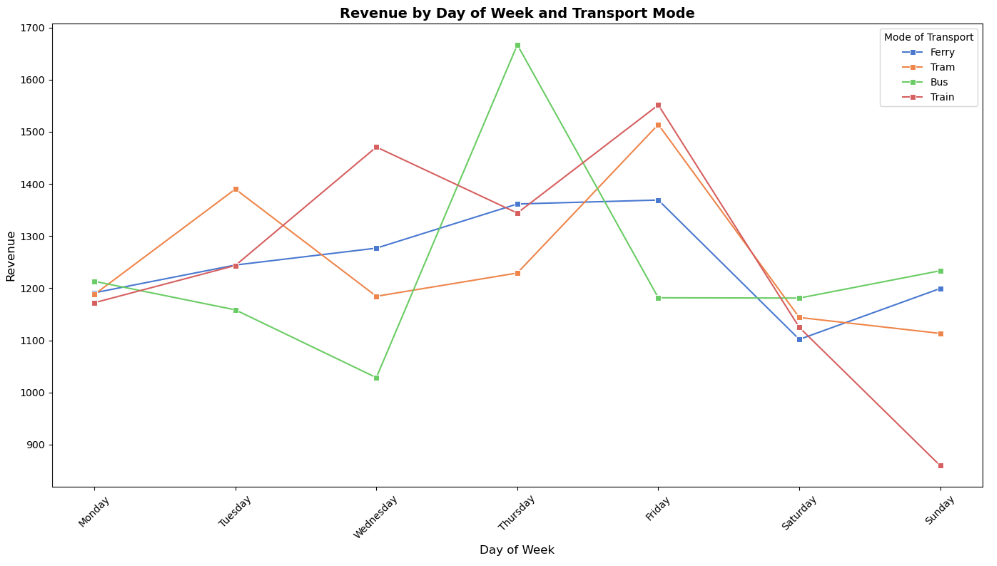 Revenue by Day of Week and Transport Mode
1700
1600
1500
1400
1300
1200
1100
1000
900
Revenue
Mode of Transport
Ferry
Tram
Bus
Train
Monday
Tuesday
Wednesday
Thursday
Friday
Saturday
Sunday
Day of Week